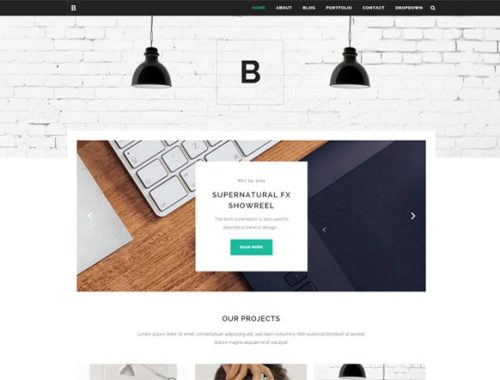 B
HOME ABOUT BLOG PORTFOLIO CONTACT DROPDOWN
B
MAY 24, 2015
SUPERNATURAL FX
SHOWREEL
The term minimalism is also used to
describe a trend in design
READ MORE
OUR PROJECTS
Lorem ipsum dolor sit amet, consectetuer adipiscing elit, sed diam nonummy nibh euismod tincidunt ut laoreet dolore
magna aliquam erat volutpat.